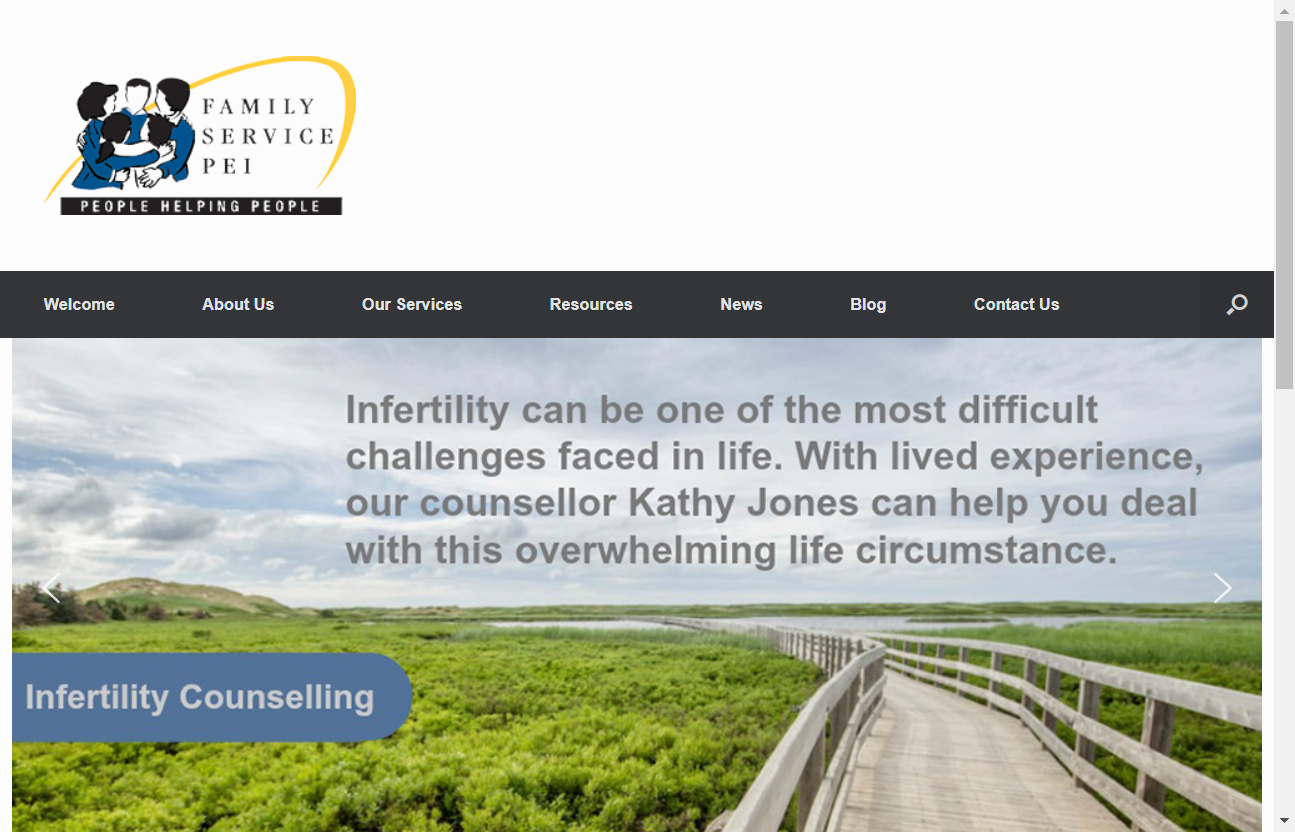 FAMILY
SERVICE
PEI
PEOPLE HELPING PEOPLE
Welcome About Us Our Services Resources News Blog Contact Us
Infertility can be one of the most difficult
challenges faced in life. With lived experience,
our counsellor Kathy Jones can help you deal
with this overwhelming life circumstance.
Infertility Counselling